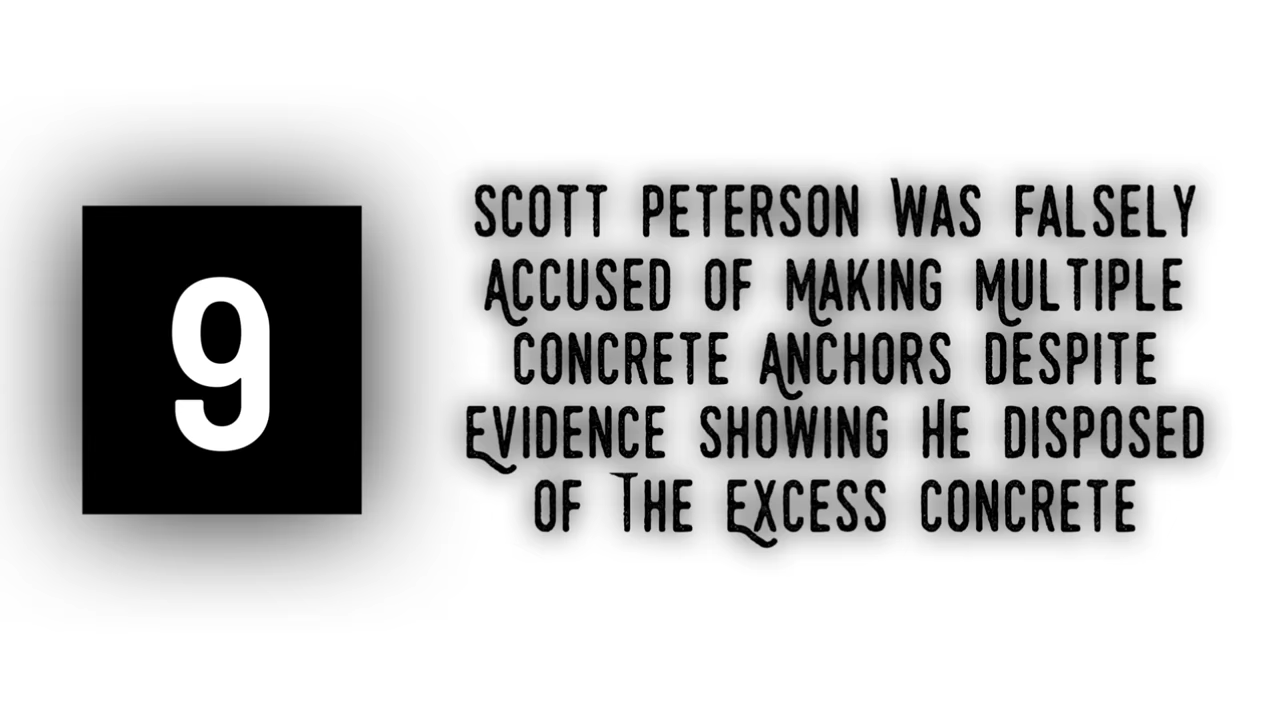 9
SCOTT PETERSON WAS FALSELY
ACCUSED OF MAKING MULTIPLE
CONCRETE ANCHORS DESPITE
EVIDENCE SHOWING HE DISPOSED
OF THE EXCESS CONCRETE